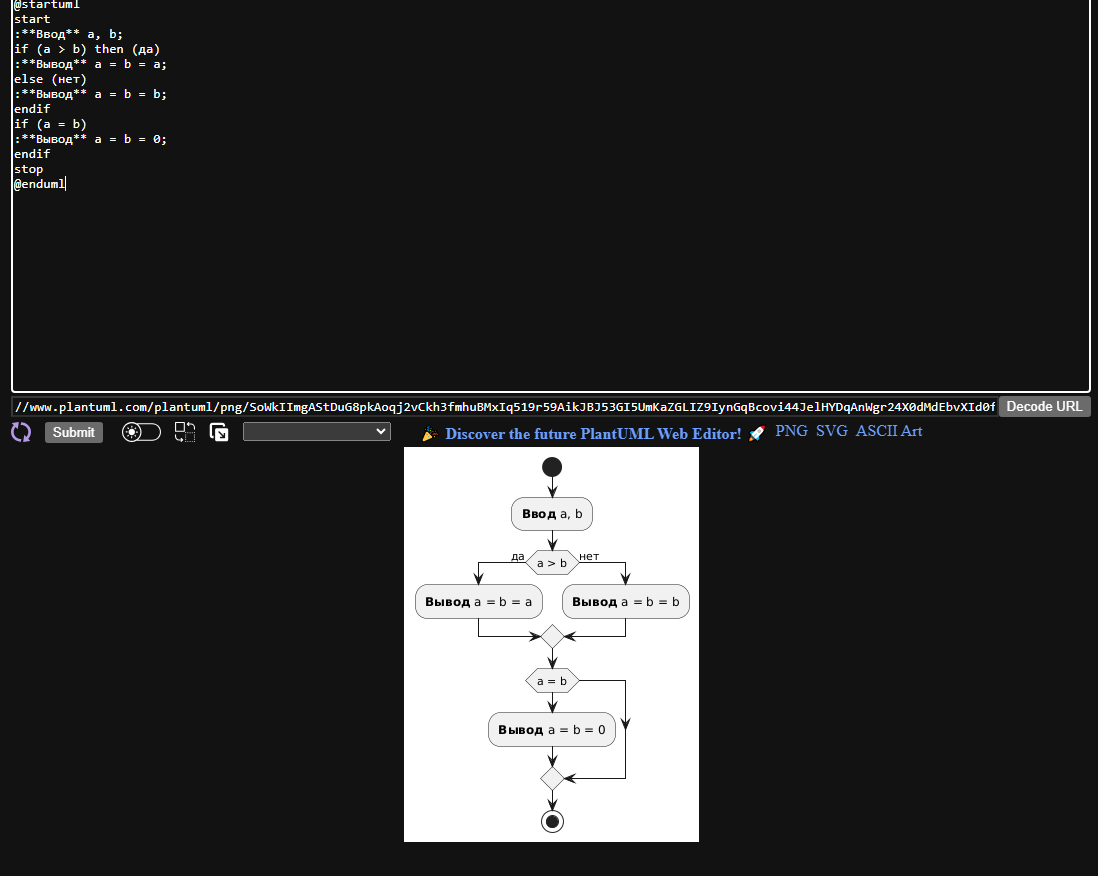 @startuml
start
:**Ввод** a, b;
if (a > b) then (да)
:**Вывод** a = b = a;
else (нет)
:**Вывод** a = b = b;
endif
if (a = b)
:**Вывод** a = b = 0;
endif
stop
@enduml
//www.plantuml.com/plantuml/png/SoWkIImgAStDuG8pkAoqj2vCkh3fmhuBMxIq519r59AikJBJ53GI5UmKaZGLIZ9IynGqBcovi44JelHYDqAnWgr24X0dMdEbvXId0f
Decode URL
Submit
Discover the future PlantUML Web Editor!
PNG SVG ASCII Art
Ввод a, b
да
a > b
нет
Вывод a = b = a
Вывод a = b = b
a = b
Вывод a = b = 0